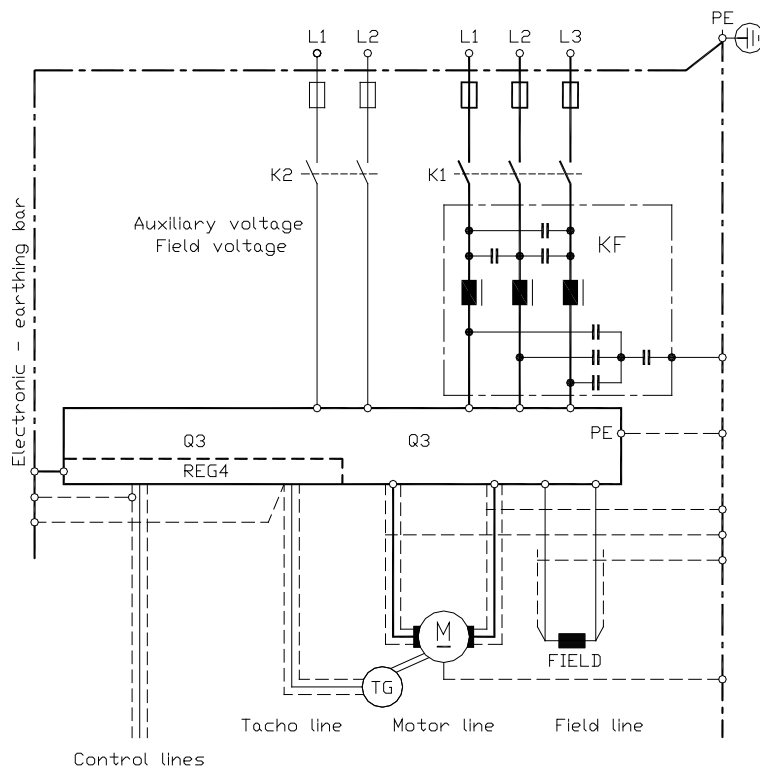 PE
L1 L2 L1 L2 L3
K2 K1
Auxiliary voltage
Field voltage
KF
Electronic - earthing bar
Q3 Q3 PE
REG4
M
FIELD
TG
Tacho line Motor line Field line
Control lines